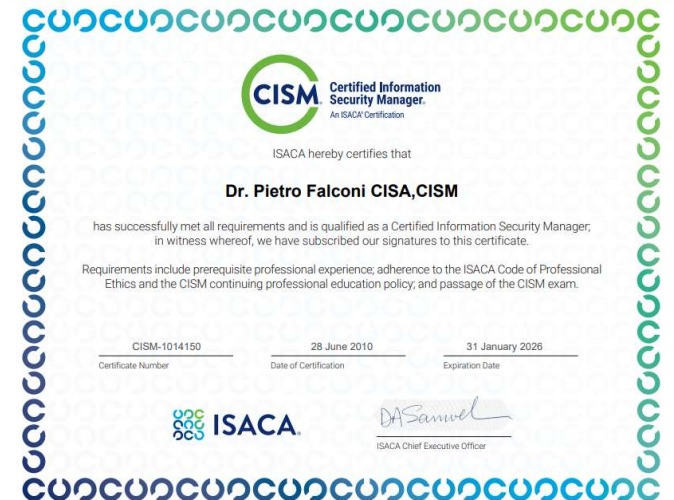 CISM® Certified Information
Security Manager®
An ISACA® Certification
ISACA hereby certifies that
Dr. Pietro Falconi CISA,CISM
has successfully met all requirements and is qualified as a Certified Information Security Manager;
in witness whereof, we have subscribed our signatures to this certificate.
Requirements include prerequisite professional experience; adherence to the ISACA Code of Professional
Ethics and the CISM continuing professional education policy; and passage of the CISM exam.
CISM-1014150 28 June 2010 31 January 2026
Certificate Number Date of Certification Expiration Date
ISACA®
DASamuel
ISACA Chief Executive Officer